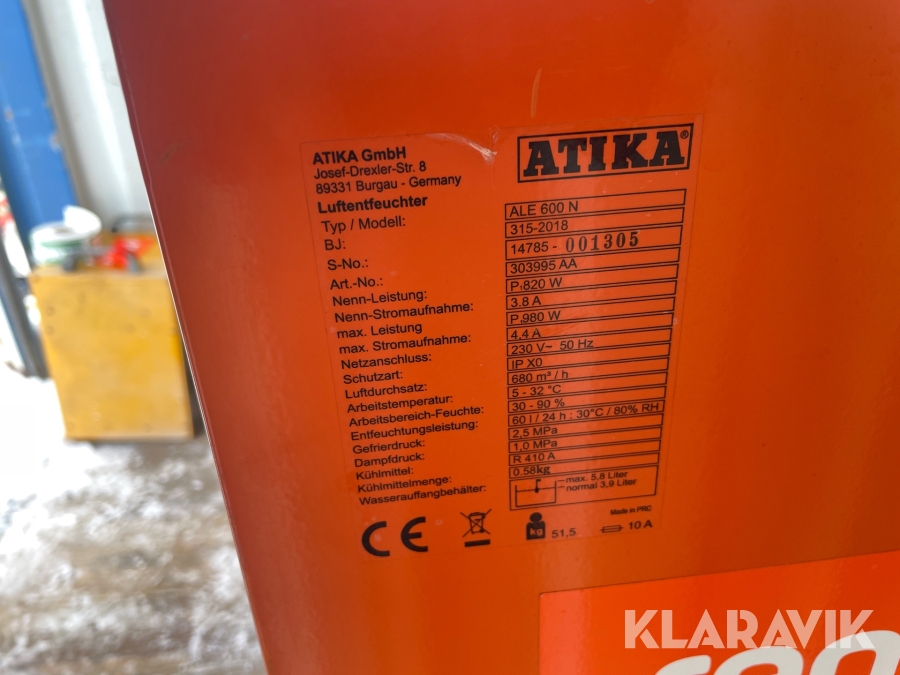 ATIKA GmbH
Josef-Drexler-Str. 8
89331 Burgau - Germany
ATIKA®
Luftentfeuchter
Typ / Modell: ALE 600 N
BJ: 315-2018
S-No.: 14785 - 001305
Art.-No.: 303995 AA
Nenn-Leistung: P₁820 W
Nenn-Stromaufnahme: 3.8 A
max. Leistung P₁980 W
max. Stromaufnahme: 4,4 A
Netzanschluss: 230 V~ 50 Hz
Schutzart: IP X0
Luftdurchsatz: 680 m³ / h
Arbeitstemperatur: 5 - 32 °C
Arbeitsbereich-Feuchte: 30 - 90 %
Entfeuchtungsleistung: 60 l / 24 h ; 30°C / 80% RH
Gefrierdruck: 2,5 MPa
Dampfdruck: 1,0 MPa
Kühlmittel: R 410 A
Kühlmittelmenge: 0.58kg
Wasserauffangbehälter: max. 5,8 Liter
normal 3,9 Liter
Made in PRC
CE kg 51,5 10 A
KLARAVIK